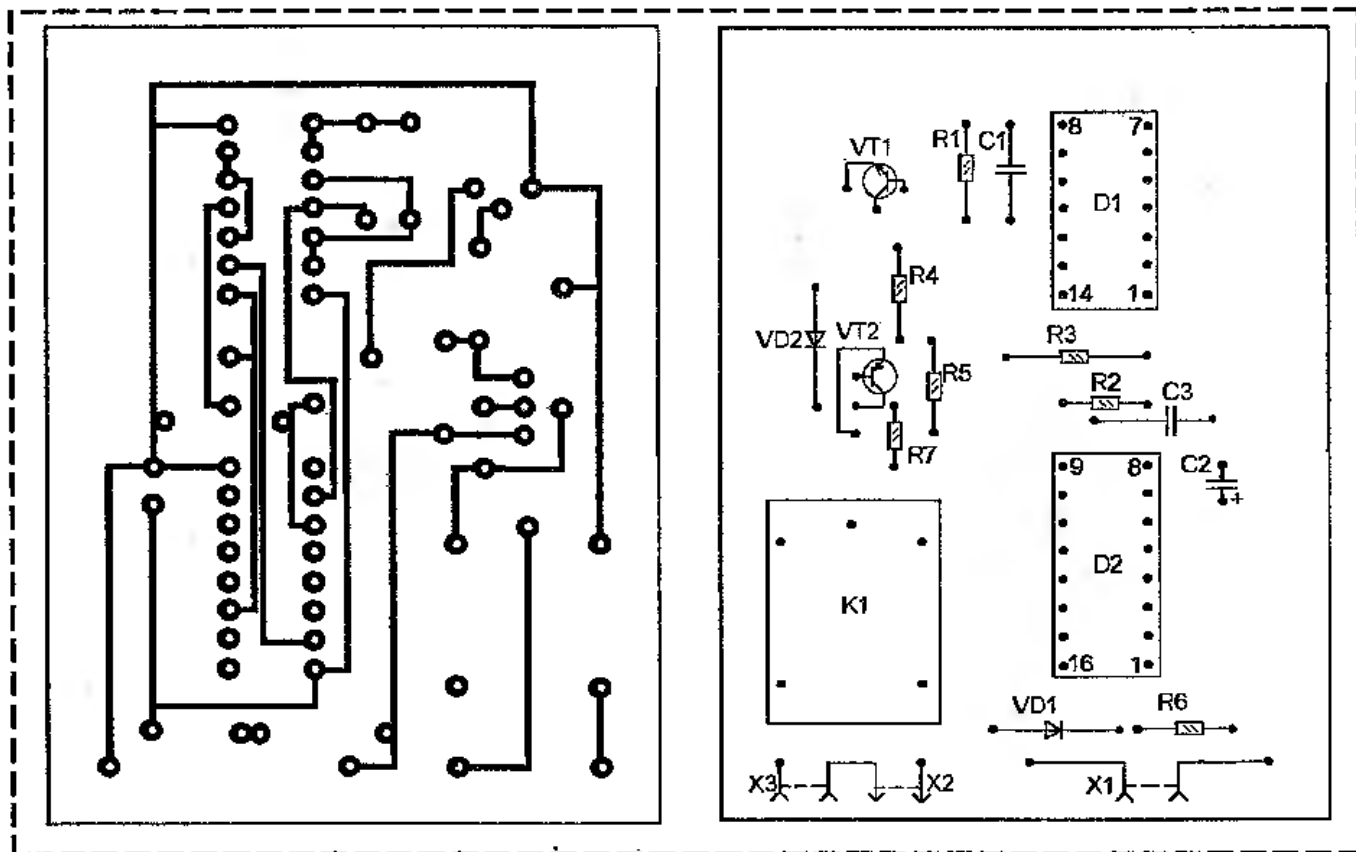 8 7
R1 C1
VT1
D1
R4
14 1
VD2 VT2
R3
R5
R2 C3
R7
9 8
C2
+
D2
K1
16 1
VD1 R6
X3 X2 X1